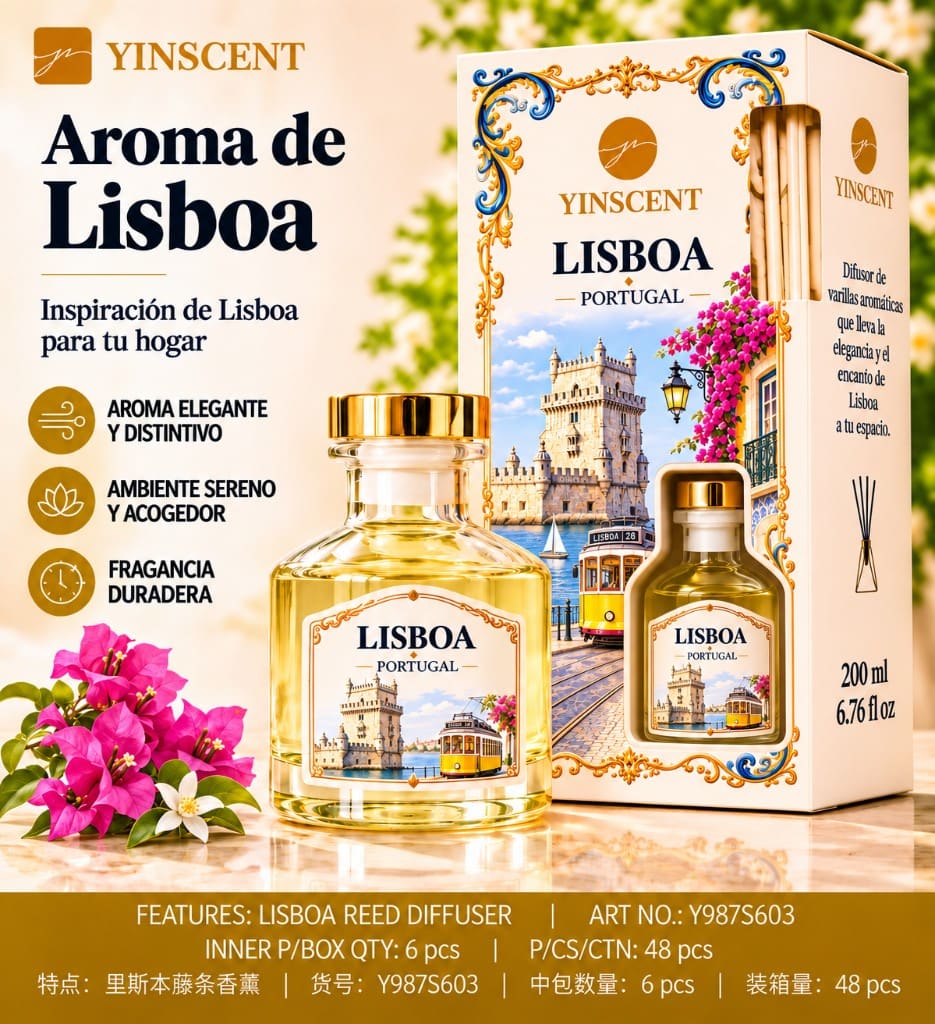 YINSCENT
Aroma de
Lisboa
Inspiración de Lisboa
para tu hogar
AROMA ELEGANTE
Y DISTINTIVO
AMBIENTE SERENO
Y ACOGEDOR
FRAGANCIA
DURADERA
LISBOA
PORTUGAL
YINSCENT
LISBOA
PORTUGAL
LISBOA 28
LISBOA
PORTUGAL
YINSCENT
Difusor de
varillas aromáticas
que lleva la
elegancia y el
encanto de
Lisboa
a tu espacio.
200 ml
6.76 fl oz
FEATURES: LISBOA REED DIFFUSER | ART NO.: Y987S603
INNER P/BOX QTY: 6 pcs | P/CS/CTN: 48 pcs
特点：里斯本藤条香薰 | 货号：Y987S603 | 中包数量：6 pcs | 装箱量：48 pcs